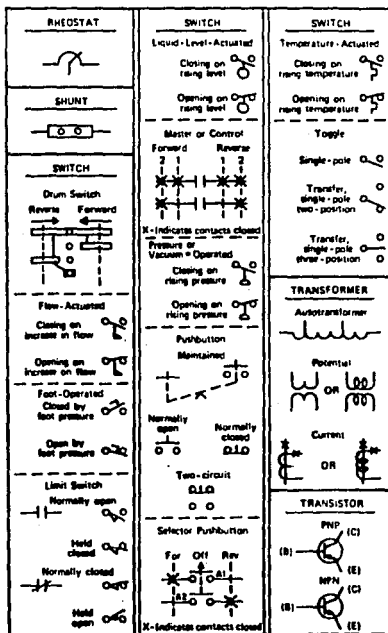 RHEOSTAT
SHUNT
SWITCH
Drum Switch
Reverse Forward
Flow-Actuated
Closing on
increase in flow
Opening on
increase on flow
Foot-Operated
Closed by
foot pressure
Open by
foot pressure
Limit Switch
Normally open
Held
closed
Normally closed
Held
open
SWITCH
Liquid-Level-Actuated
Closing on
rising level
Opening on
rising level
Master or Control
Forward Reverse
2 1 1 2
X-Indicates contacts closed
Pressure or
Vacuum-Operated
Closing on
rising pressure
Opening on
rising pressure
Pushbutton
Maintained
Normally
open
Normally
closed
Two-circuit
Selector Pushbutton
For Off Rev
A1
A2
X-Indicates contacts closed
SWITCH
Temperature-Actuated
Closing on
rising temperature
Opening on
rising temperature
Toggle
Single-pole
Transfer,
single-pole
two-position
Transfer,
single-pole
three-position
TRANSFORMER
Autotransformer
Potential
OR
Current
OR
TRANSISTOR
PNP
(C)
(B)
(E)
NPN
(C)
(B)
(E)